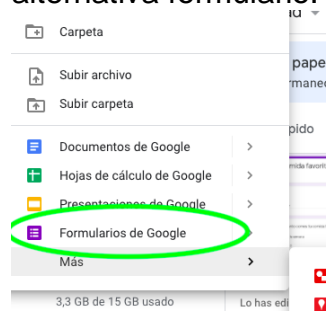 alternativa formulario.
Carpeta
Subir archivo
Subir carpeta
Documentos de Google
Hojas de cálculo de Google
Presentaciones de Google
Formularios de Google
Más
3,3 GB de 15 GB usado
Lo has edi
pape
rmanec
pido
mida favorit